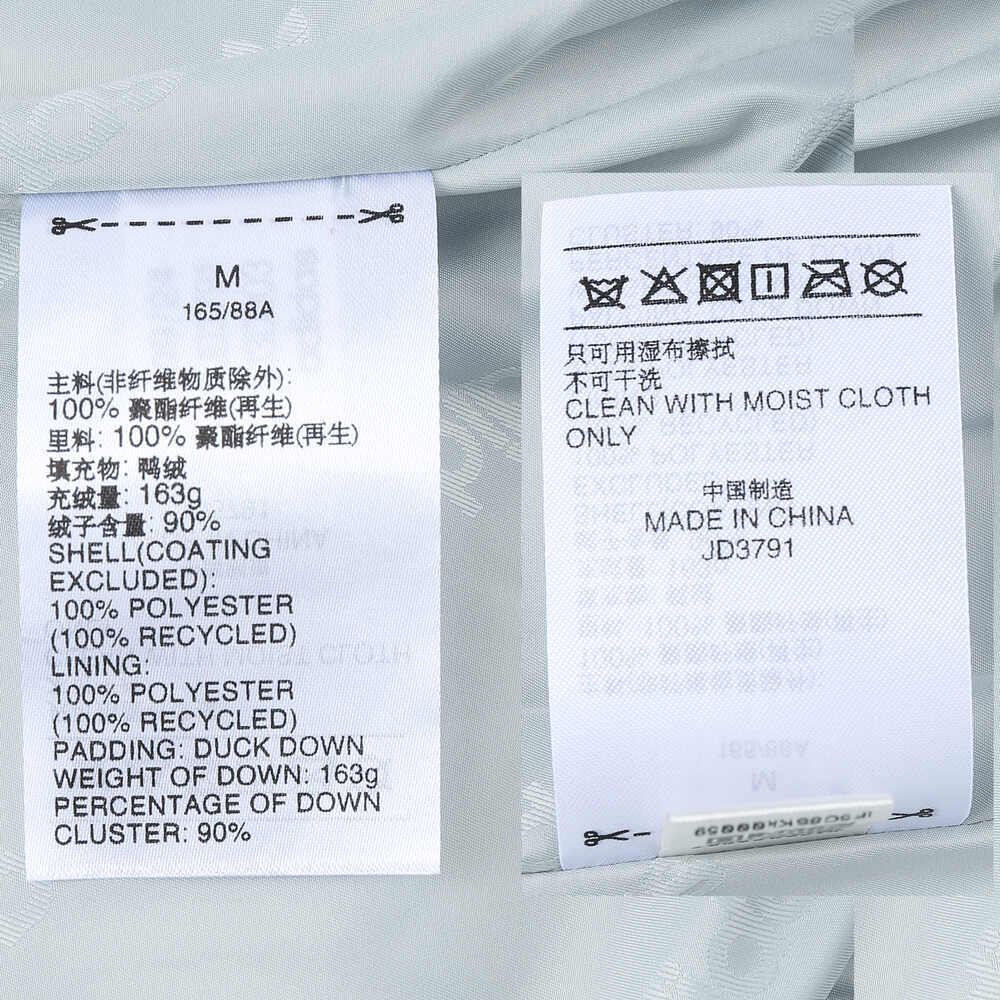 M
165/88A
主料(非纤维物质除外):
100% 聚酯纤维(再生)
里料: 100% 聚酯纤维(再生)
填充物: 鸭绒
充绒量: 163g
绒子含量: 90%
SHELL(COATING
EXCLUDED):
100% POLYESTER
(100% RECYCLED)
LINING:
100% POLYESTER
(100% RECYCLED)
PADDING: DUCK DOWN
WEIGHT OF DOWN: 163g
PERCENTAGE OF DOWN
CLUSTER: 90%
只可用湿布擦拭
不可干洗
CLEAN WITH MOIST CLOTH
ONLY
中国制造
MADE IN CHINA
JD3791